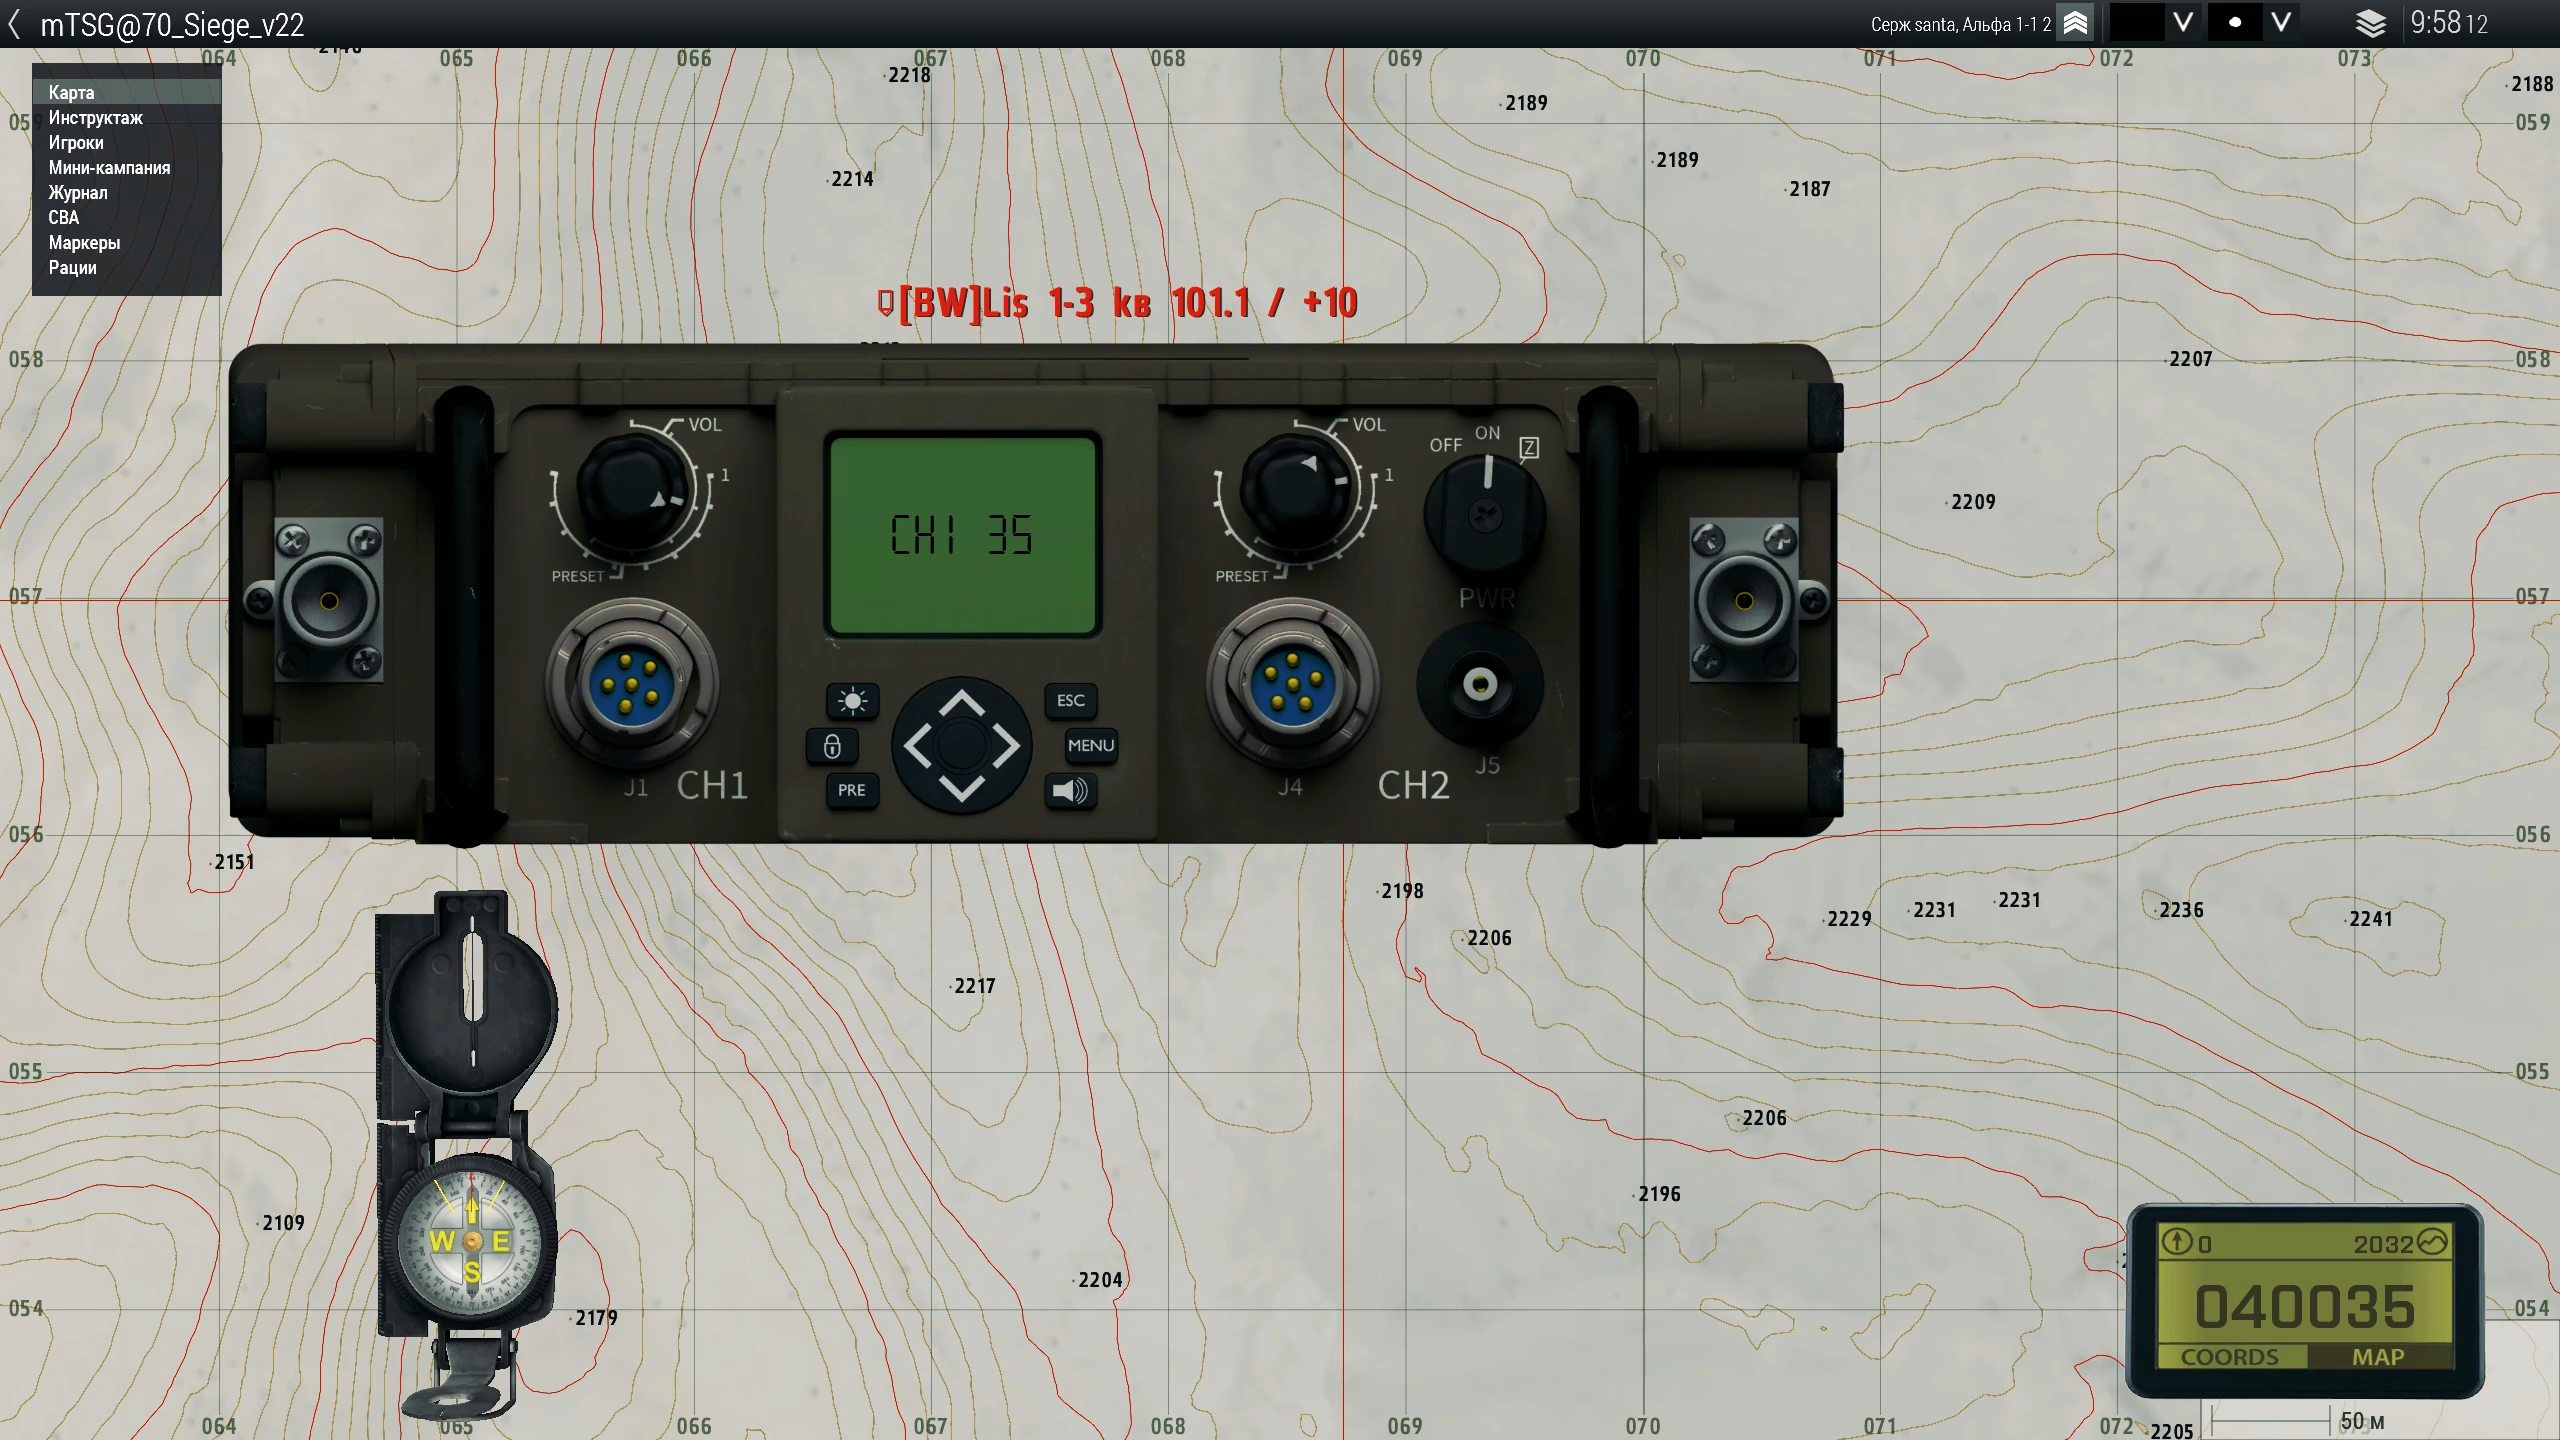 mTSG@70_Siege_v22
Серж santa, Альфа 1-1 2
9:58 12
064 065 066 067 068 069 070 071 072 073
Карта
Инструктаж
Игроки
Мини-кампания
Журнал
СВА
Маркеры
Рации
2218
2189
2188
059
059
2189
2214
2187
[BW]Lis 1-3 кв 101.1 / +10
058
2207
058
VOL
1
PRESET
CH1 35
VOL
1
PRESET
OFF
ON
Z
PWR
2209
057
057
ESC
MENU
PRE
J1
CH1
J4
CH2
J5
056
056
2151
2198
2229
2231
2231
2236
2241
2206
2217
055
055
2206
2196
2109
W
E
S
2204
054
2179
054
0
2032
040035
COORDS
MAP
064 065 066 067 068 069 070 071 072 073
2205
50 м